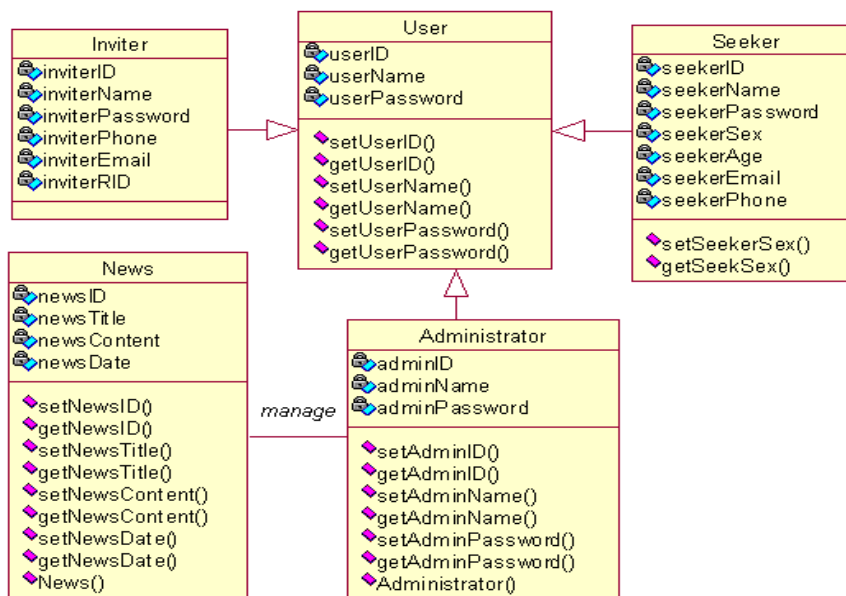 Inviter
inviterID
inviterName
inviterPassword
inviterPhone
inviterEmail
inviterRID
User
userID
userName
userPassword
setUserID()
getUserID()
setUserName()
getUserName()
setUserPassword()
getUserPassword()
Seeker
seekerID
seekerName
seekerPassword
seekerSex
seekerAge
seekerEmail
seekerPhone
setSeekerSex()
getSeekSex()
News
newsID
newsTitle
newsContent
newsDate
setNewsID()
getNewsID()
setNewsTitle()
getNewsTitle()
setNewsContent()
getNewsContent()
setNewsDate()
getNewsDate()
News()
manage
Administrator
adminID
adminName
adminPassword
setAdminID()
getAdminID()
setAdminName()
getAdminName()
setAdminPassword()
getAdminPassword()
Administrator()